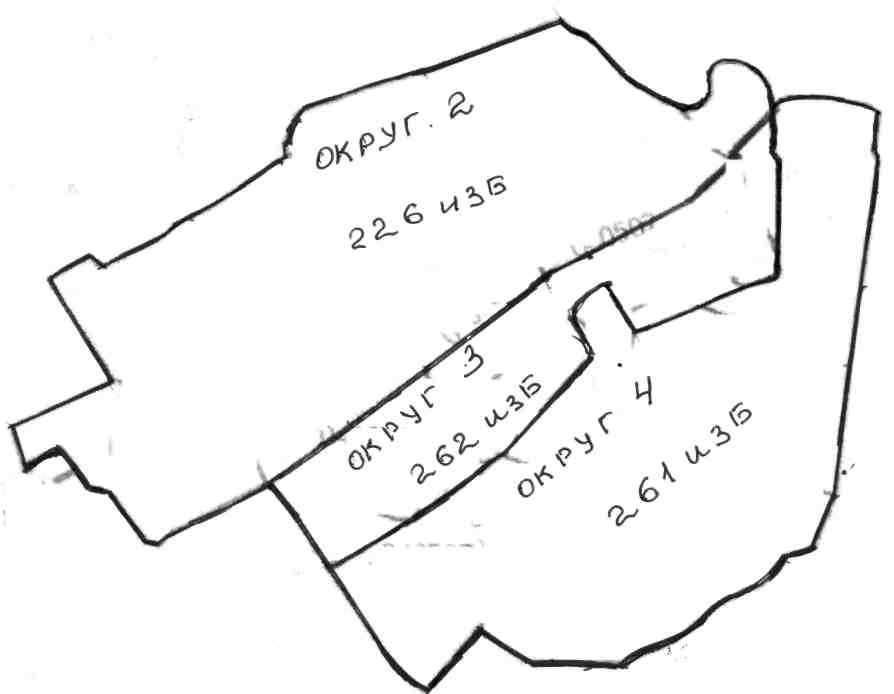 ОКРУГ. 2
226 ИЗБ
ОКРУГ 3
262 ИЗБ
ОКРУГ 4
261 ИЗБ